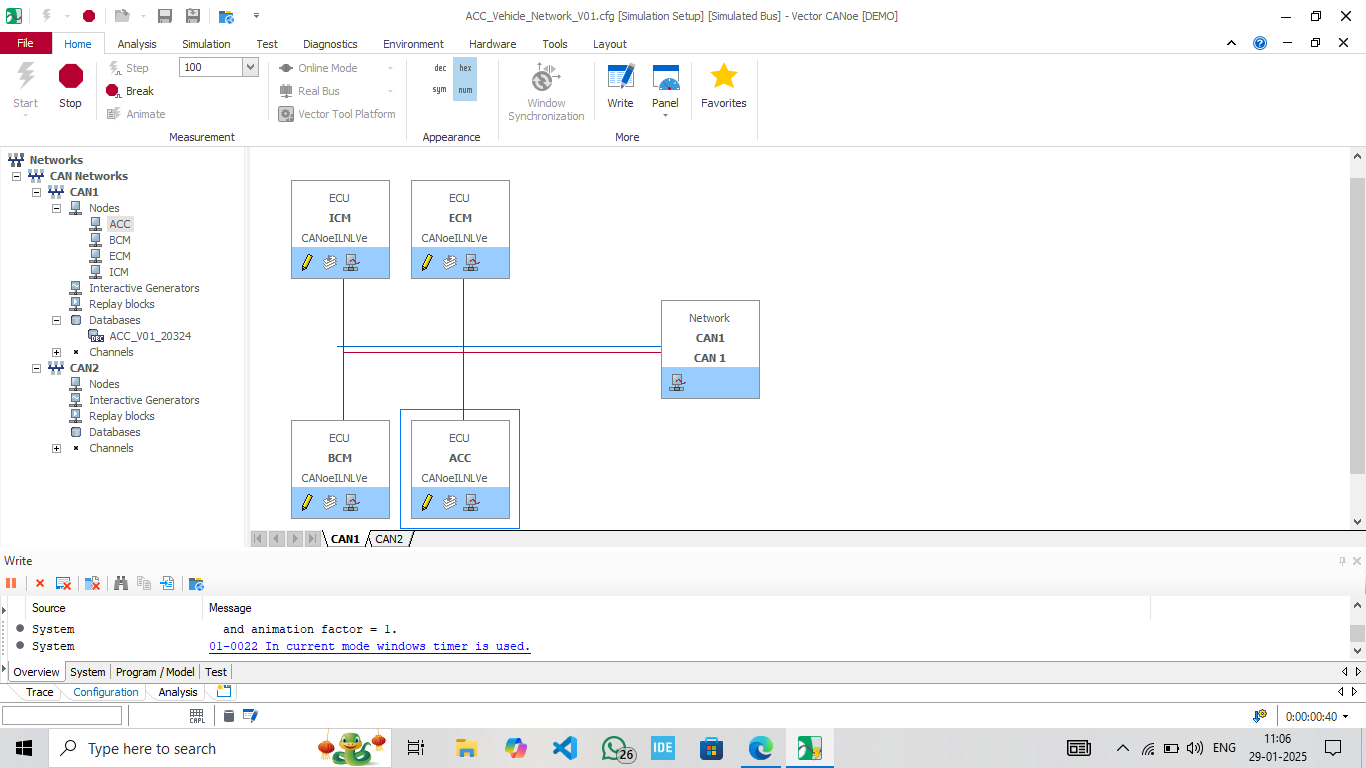 ACC_Vehicle_Network_V01.cfg [Simulation Setup] [Simulated Bus] - Vector CANoe [DEMO]
File Home Analysis Simulation Test Diagnostics Environment Hardware Tools Layout
Start
Stop
Step
Break
Animate
100
Measurement
Online Mode
Real Bus
Vector Tool Platform
dec hex
sym num
Appearance
Window
Synchronization
Write
Panel
More
Favorites
Networks
CAN Networks
CAN1
Nodes
ACC
BCM
ECM
ICM
Interactive Generators
Replay blocks
Databases
DBC ACC_V01_20324
Channels
CAN2
Nodes
Interactive Generators
Replay blocks
Databases
Channels
ECU
ICM
CANoeILNLVe
ECU
ECM
CANoeILNLVe
Network
CAN1
CAN 1
ECU
BCM
CANoeILNLVe
ECU
ACC
CANoeILNLVe
CAN1 CAN2
Write
Source Message
System and animation factor = 1.
System 01-0022 In current mode windows timer is used.
Overview System Program / Model Test
Trace Configuration Analysis
CAPL
0:00:00:40
Type here to search
26
IDE
ENG
11:06
29-01-2025